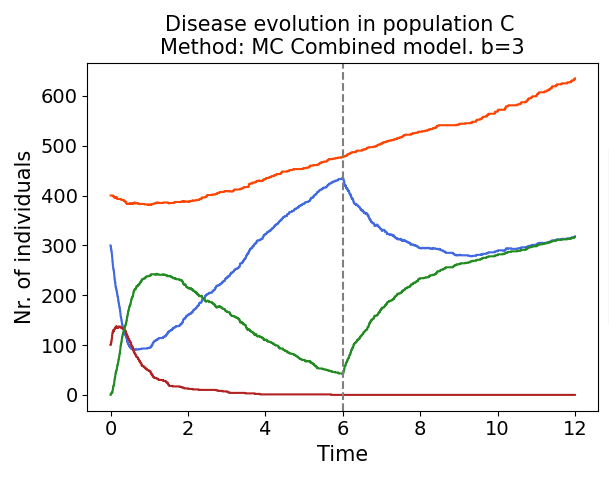 Disease evolution in population C
Method: MC Combined model. b=3
Nr. of individuals
600
500
400
300
200
100
0
0 2 4 6 8 10 12
Time